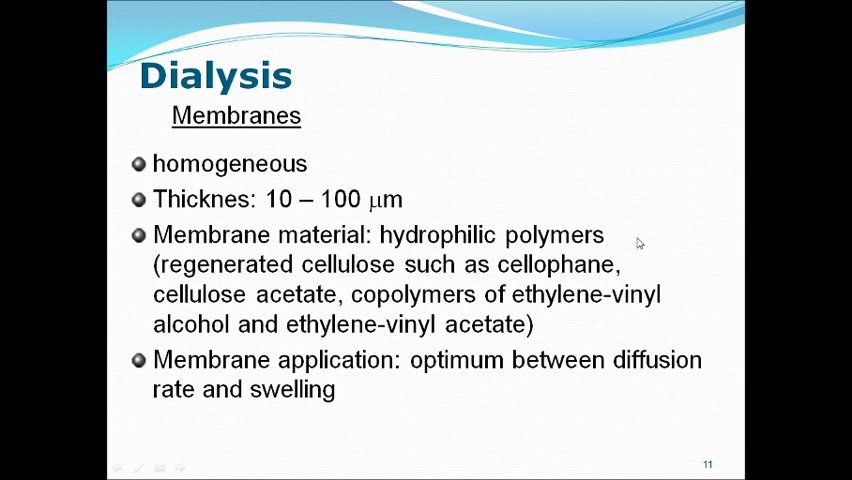 Dialysis
Membranes
homogeneous
Thicknes: 10 – 100 μm
Membrane material: hydrophilic polymers
(regenerated cellulose such as cellophane,
cellulose acetate, copolymers of ethylene-vinyl
alcohol and ethylene-vinyl acetate)
Membrane application: optimum between diffusion
rate and swelling
11